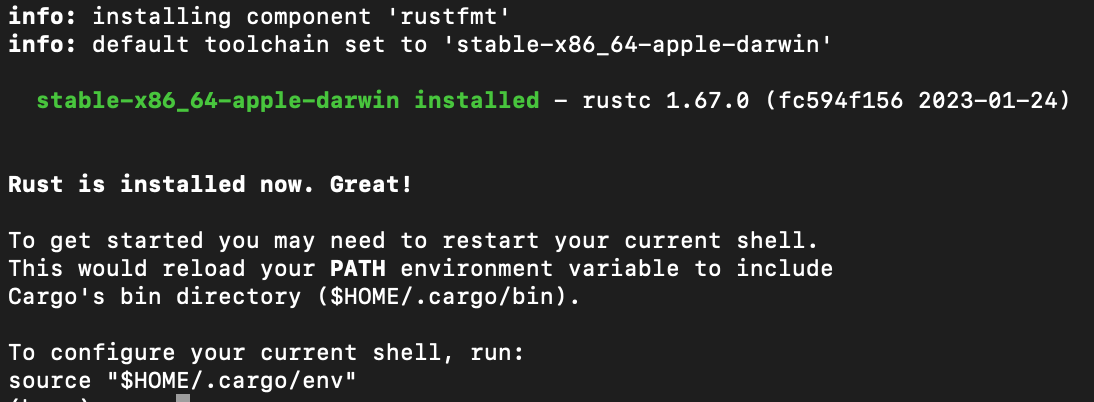 info: installing component 'rustfmt'
info: default toolchain set to 'stable-x86_64-apple-darwin'
stable-x86_64-apple-darwin installed - rustc 1.67.0 (fc594f156 2023-01-24)
Rust is installed now. Great!
To get started you may need to restart your current shell.
This would reload your PATH environment variable to include
Cargo's bin directory ($HOME/.cargo/bin).
To configure your current shell, run:
source "$HOME/.cargo/env"